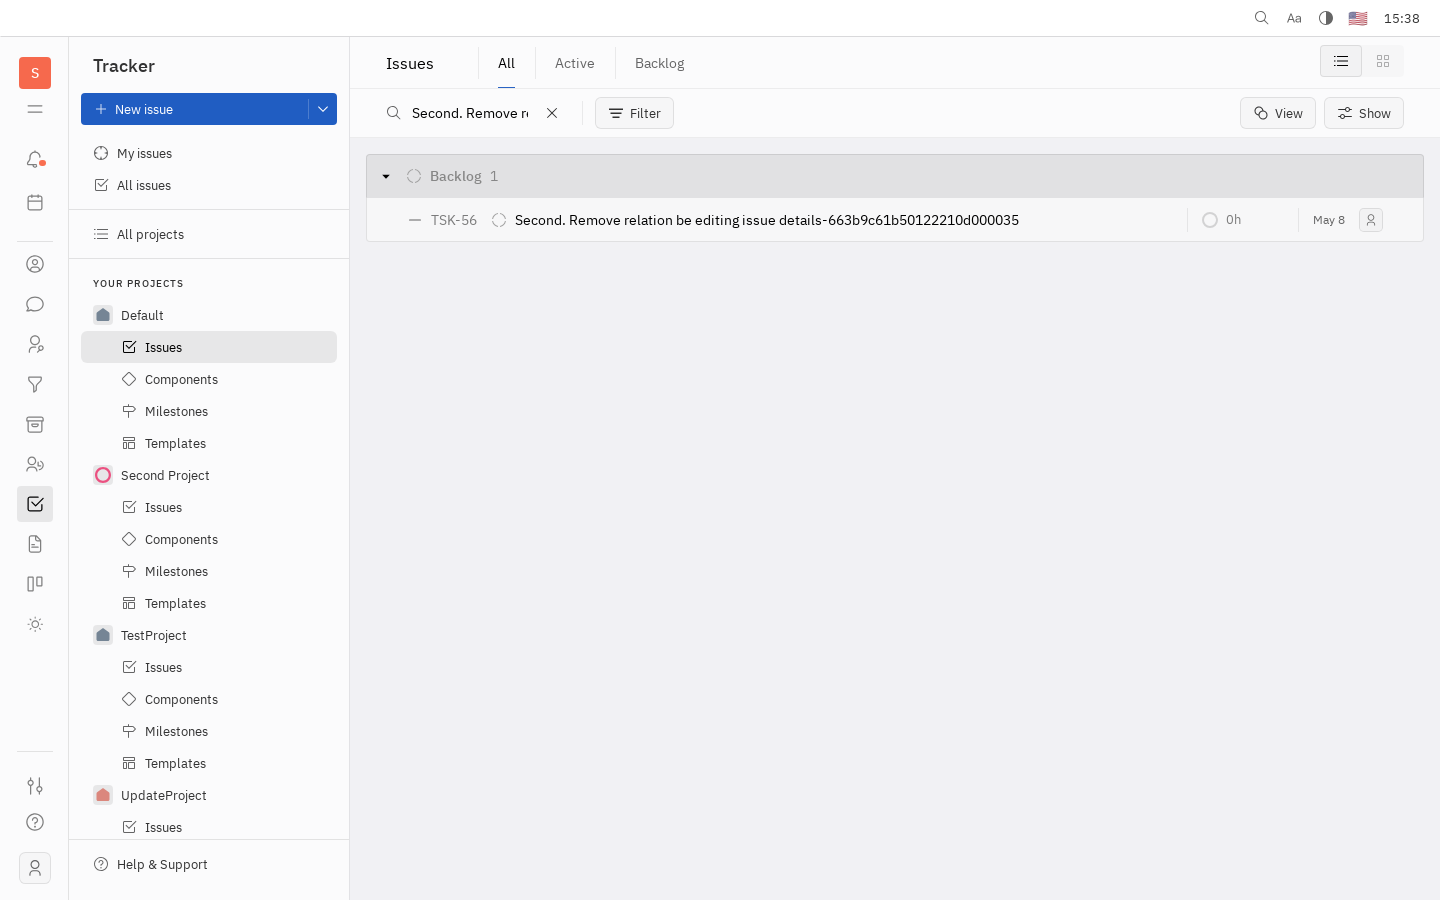 Aa
15:38
S
Tracker
New issue
My issues
All issues
All projects
YOUR PROJECTS
Default
Issues
Components
Milestones
Templates
Second Project
Issues
Components
Milestones
Templates
TestProject
Issues
Components
Milestones
Templates
UpdateProject
Issues
Help & Support
Issues
All
Active
Backlog
Second. Remove re
Filter
View
Show
Backlog 1
TSK-56 Second. Remove relation be editing issue details-663b9c61b50122210d000035 0h May 8